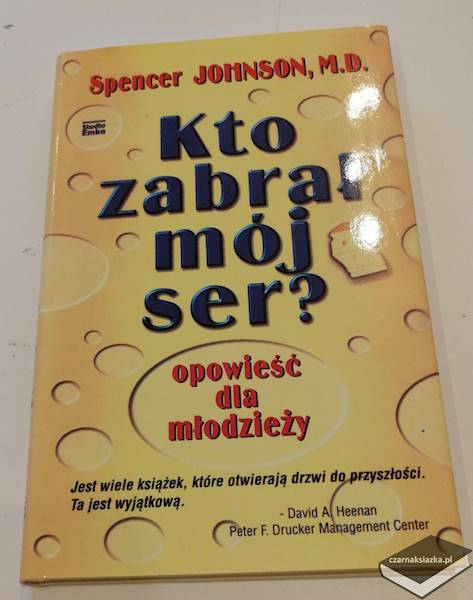 Spencer JOHNSON, M.D.
Studio
Emka
Kto
zabrał
mój
ser?
opowieść
dla
młodzieży
Jest wiele książek, które otwierają drzwi do przyszłości.
Ta jest wyjątkową.
- David A. Heenan
Peter F. Drucker Management Center
czarnaksiazka.pl